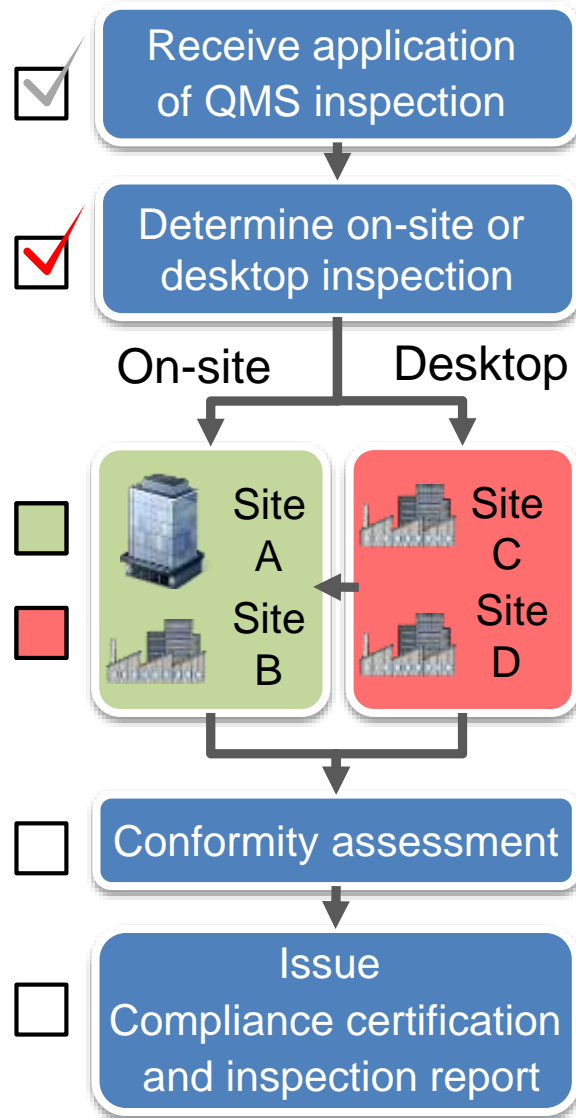 Receive application
of QMS inspection
Determine on-site or
desktop inspection
On-site
Desktop
Site
A
Site
B
Site
C
Site
D
Conformity assessment
Issue
Compliance certification
and inspection report